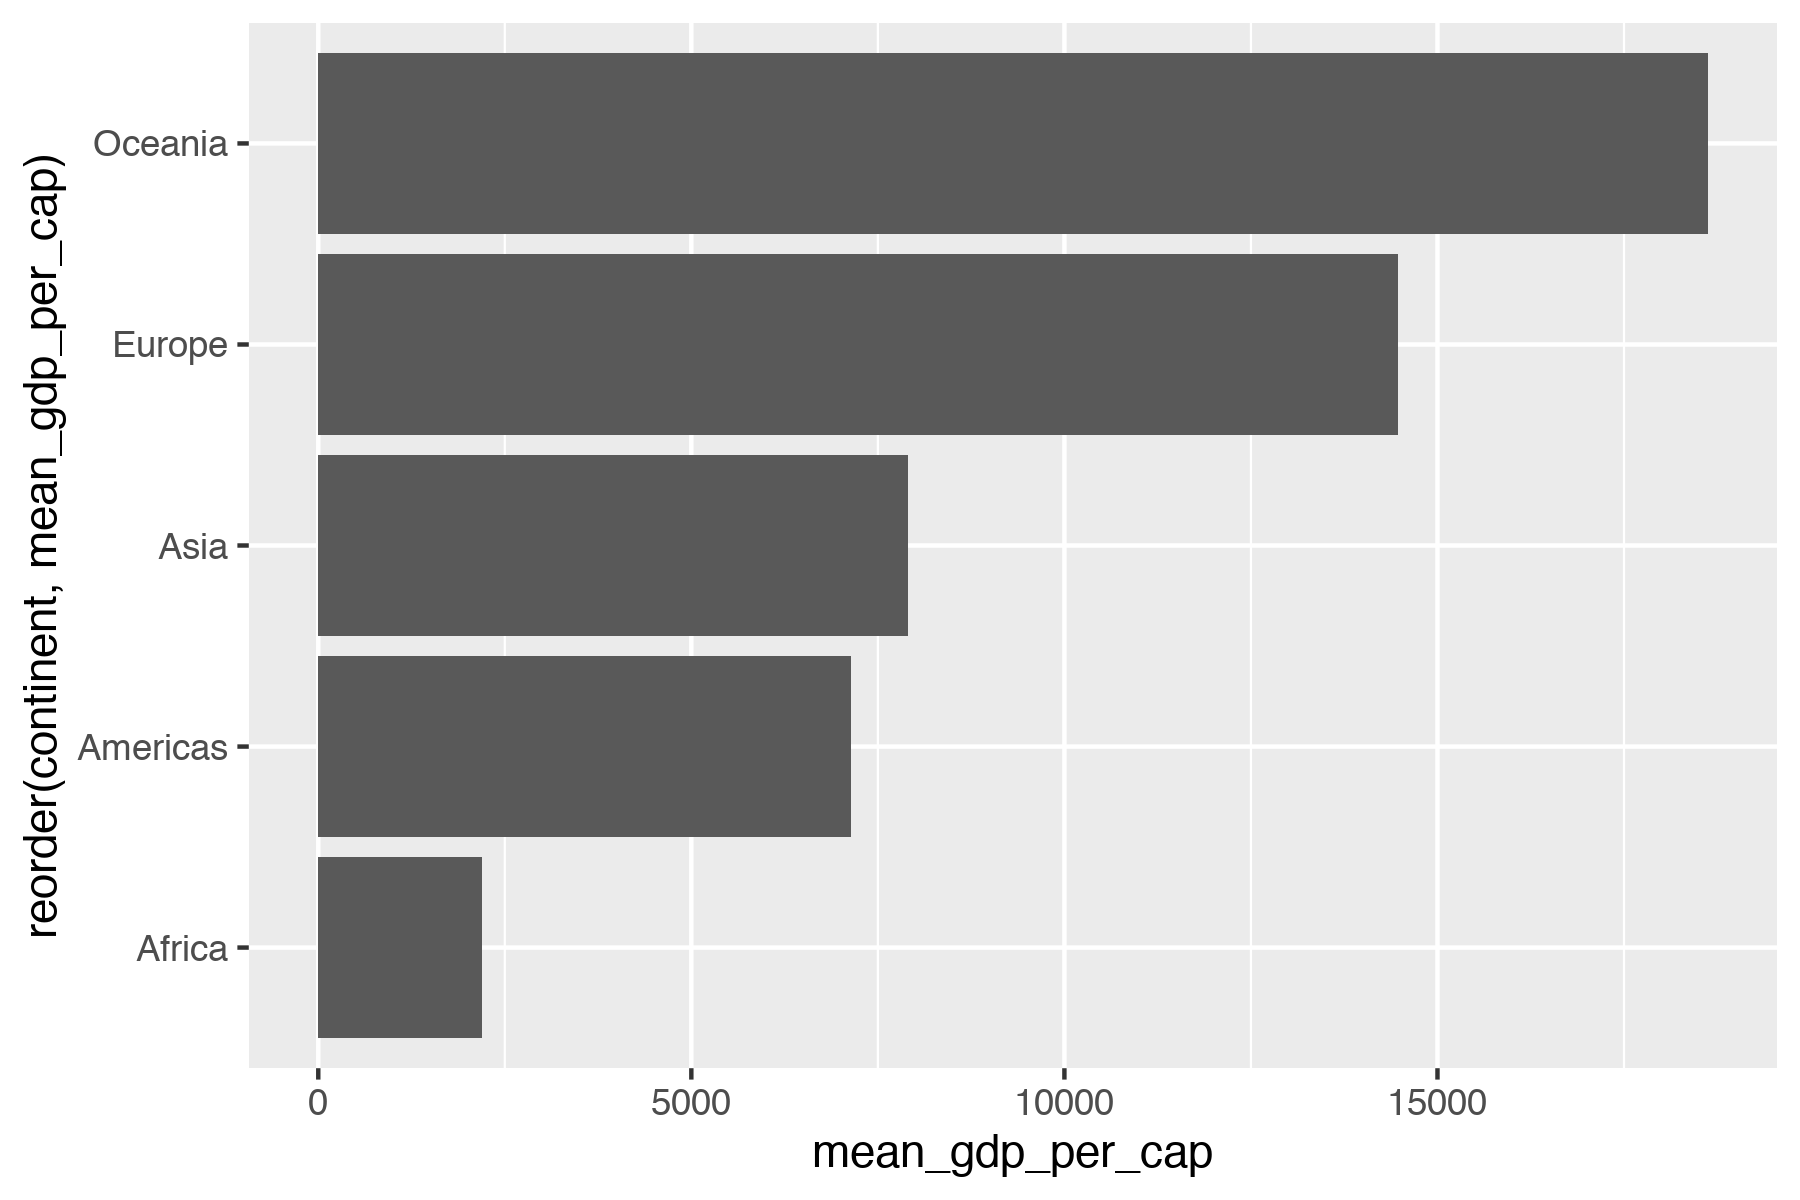 reorder(continent, mean_gdp_per_cap)
Oceania
Europe
Asia
Americas
Africa
0 5000 10000 15000
mean_gdp_per_cap